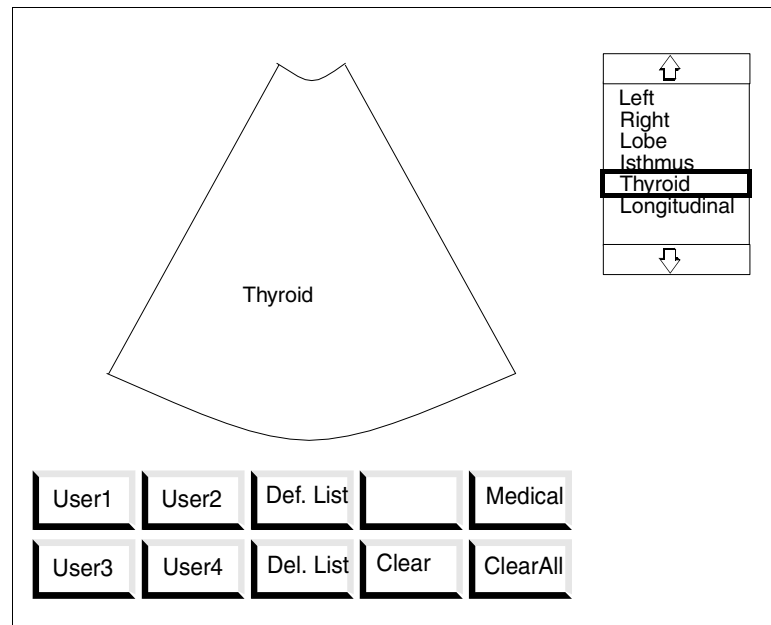 Left
Right
Lobe
Isthmus
Thyroid
Longitudinal
Thyroid
User1
User2
Def. List
Medical
User3
User4
Del. List
Clear
ClearAll